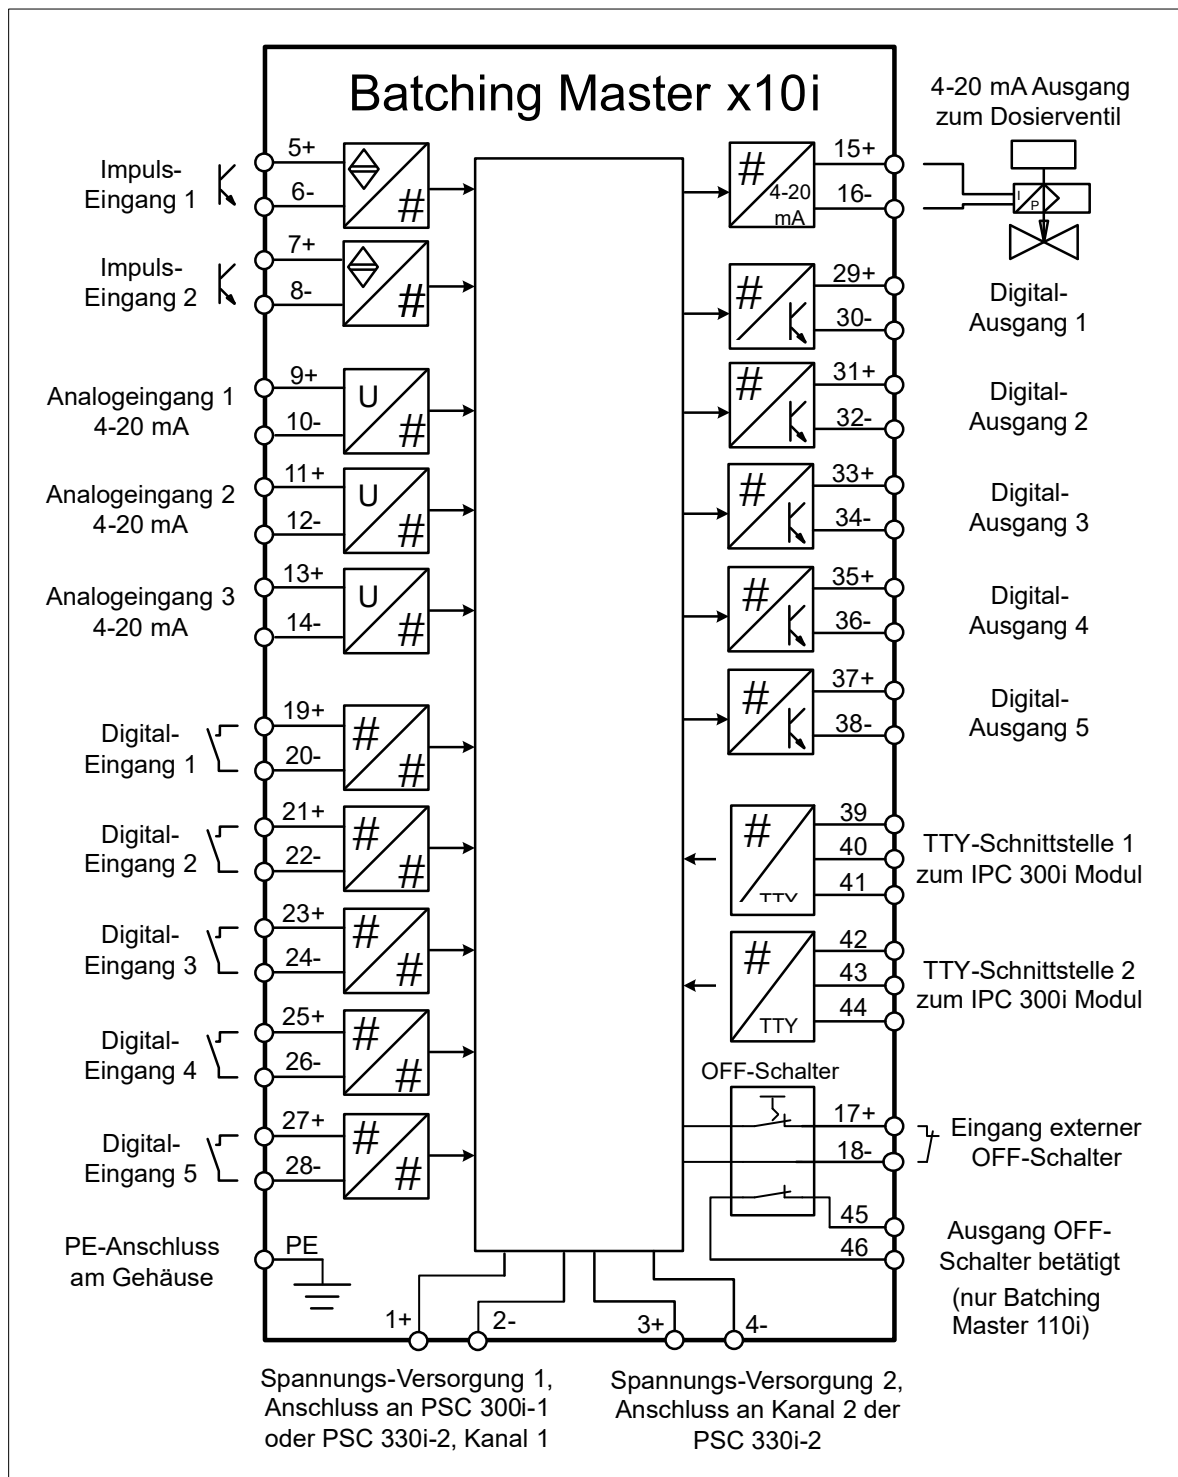 Batching Master x10i
4-20 mA Ausgang
zum Dosierventil
Impuls-
Eingang 1
5+
6-
#
Impuls-
Eingang 2
7+
8-
#
Analogeingang 1
4-20 mA
9+
10-
U
#
Analogeingang 2
4-20 mA
11+
12-
U
#
Analogeingang 3
4-20 mA
13+
14-
U
#
Digital-
Eingang 1
19+
20-
#
#
Digital-
Eingang 2
21+
22-
#
#
Digital-
Eingang 3
23+
24-
#
#
Digital-
Eingang 4
25+
26-
#
#
Digital-
Eingang 5
27+
28-
#
#
PE-Anschluss
am Gehäuse
PE
#
4-20
mA
15+
16-
I
P
#
29+
30-
Digital-
Ausgang 1
#
31+
32-
Digital-
Ausgang 2
#
33+
34-
Digital-
Ausgang 3
#
35+
36-
Digital-
Ausgang 4
#
37+
38-
Digital-
Ausgang 5
#
TTY
39
40
41
TTY-Schnittstelle 1
zum IPC 300i Modul
#
TTY
42
43
44
TTY-Schnittstelle 2
zum IPC 300i Modul
OFF-Schalter
17+
18-
Eingang externer
OFF-Schalter
45
46
Ausgang OFF-
Schalter betätigt
(nur Batching
Master 110i)
1+
2-
3+
4-
Spannungs-Versorgung 1,
Anschluss an PSC 300i-1
oder PSC 330i-2, Kanal 1
Spannungs-Versorgung 2,
Anschluss an Kanal 2 der
PSC 330i-2